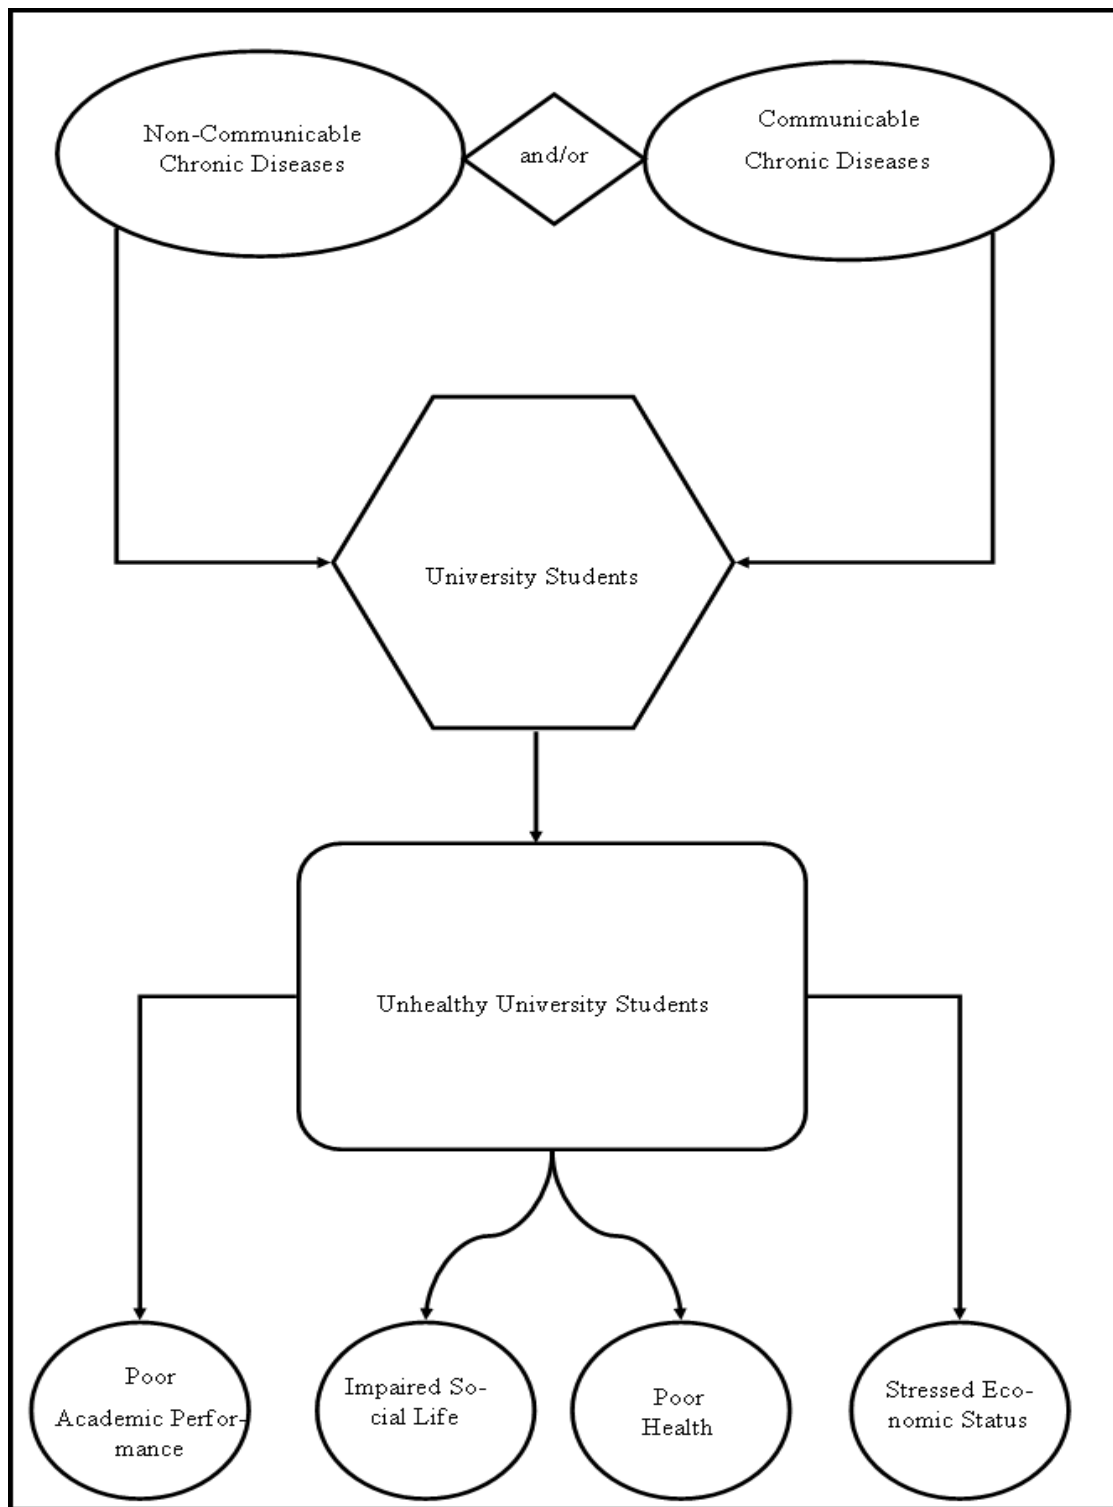 Non-Communicable
Chronic Diseases
and/or
Communicable
Chronic Diseases
University Students
Unhealthy University Students
Poor
Academic Perfor-
mance
Impaired So-
cial Life
Poor
Health
Stressed Eco-
nomic Status